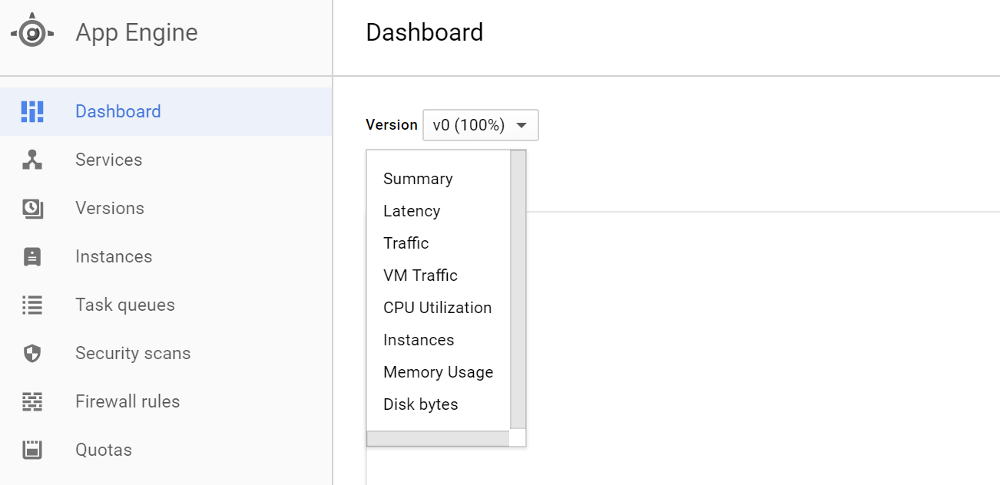 App Engine
Dashboard
Services
Versions
Instances
Task queues
Security scans
Firewall rules
Quotas
Dashboard
Version v0 (100%)
Summary
Latency
Traffic
VM Traffic
CPU Utilization
Instances
Memory Usage
Disk bytes